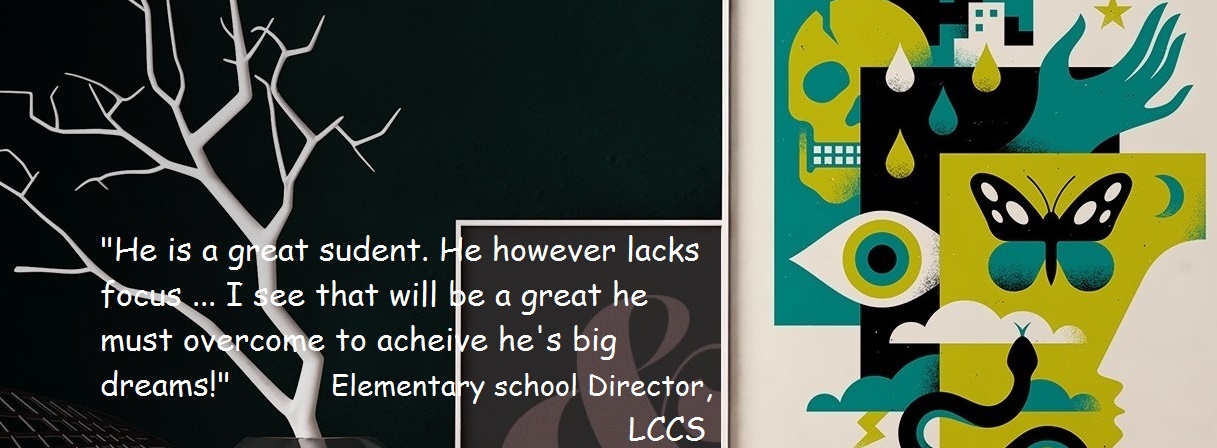 "He is a great sudent. He however lacks
focus ... I see that will be a great he
must overcome to acheive he's big
dreams!" Elementary school Director,
LCCS
&